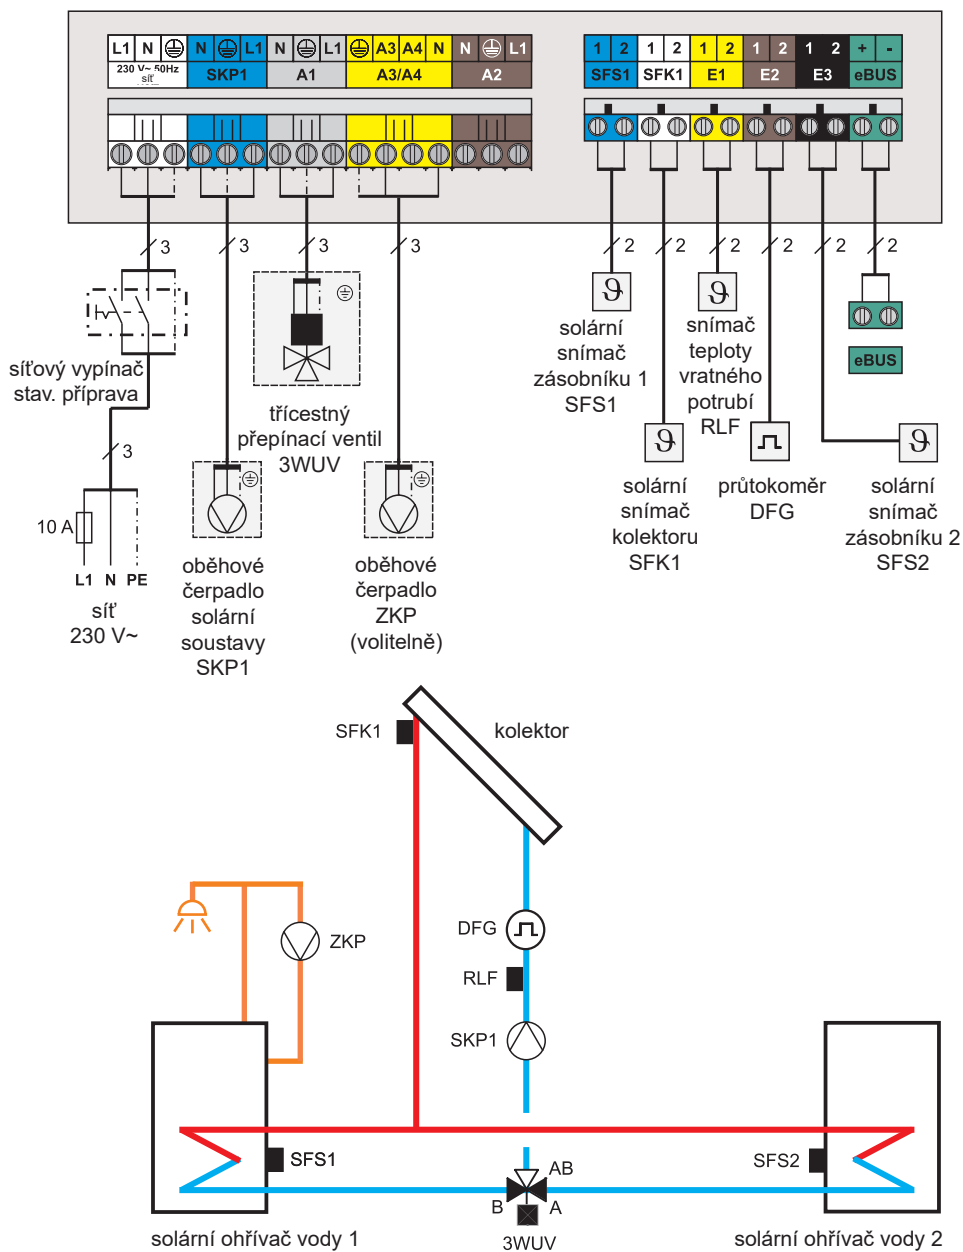 L1 N N L1 N L1 A3 A4 N N L1 1 2 1 2 1 2 1 2 1 2 + -
230 V~ 50Hz
síť
SKP1 A1 A3/A4 A2 SFS1 SFK1 E1 E2 E3 eBUS
3 3 3 3 2 2 2 2 2 2
síťový vypínač
stav. příprava
třícestný
přepínací ventil
3WUV
solární
snímač
zásobníku 1
SFS1
snímač
teploty
vratného
potrubí
RLF
eBUS
3
10 A
L1 N PE
síť
230 V~
oběhové
čerpadlo
solární
soustavy
SKP1
oběhové
čerpadlo
ZKP
(volitelně)
solární
snímač
kolektoru
SFK1
průtokoměr
DFG
solární
snímač
zásobníku 2
SFS2
SFK1
kolektor
DFG
ZKP
RLF
SKP1
SFS1
SFS2
AB
B A
3WUV
solární ohřívač vody 1
solární ohřívač vody 2